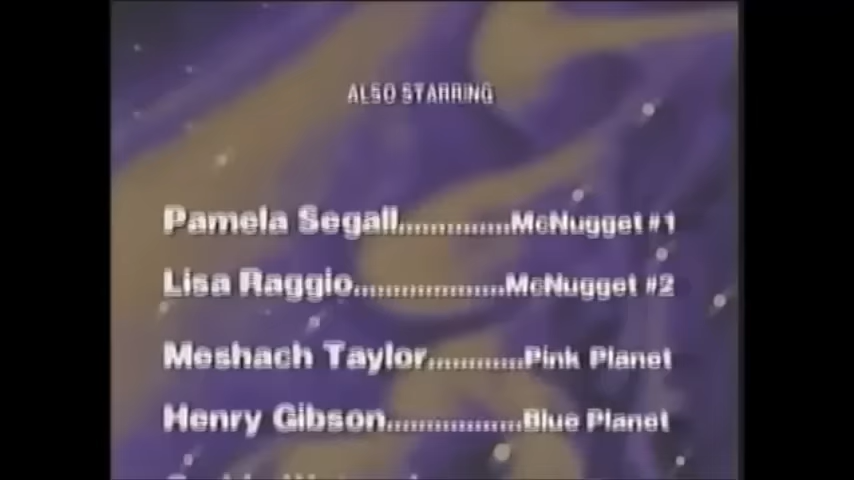 ALSO STARRING
Pamela Segall..............McNugget #1
Lisa Raggio...................McNugget #2
Meshach Taylor............Pink Planet
Henry Gibson.................Blue Planet